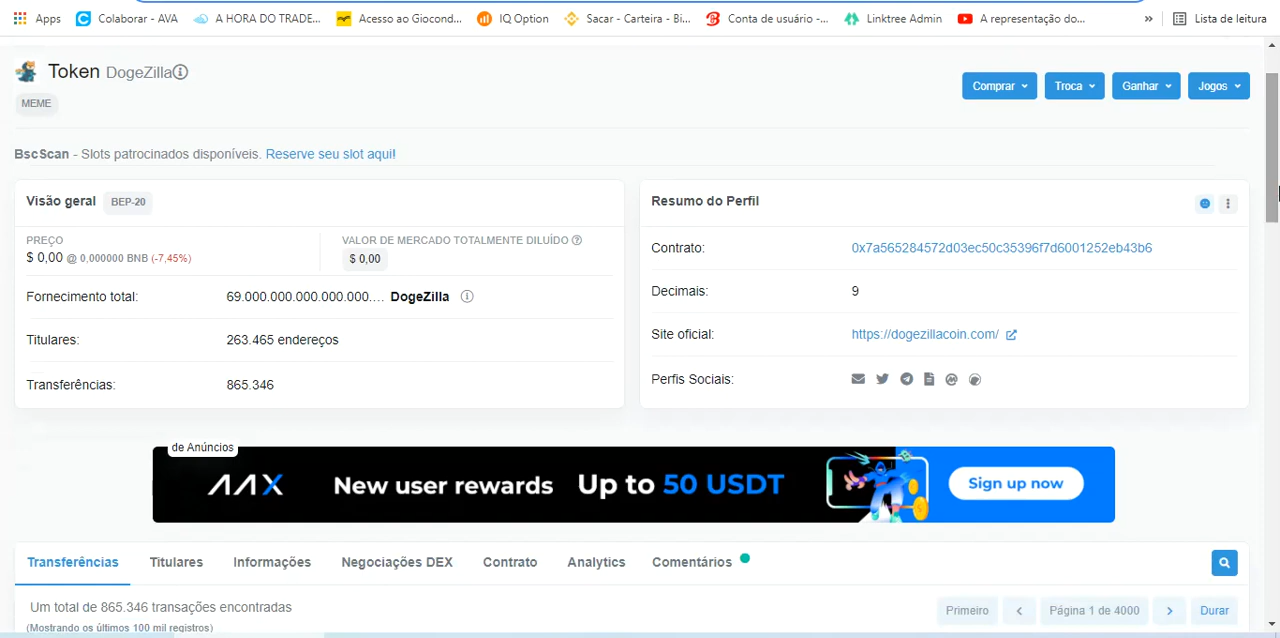 Apps Colaborar - AVA A HORA DO TRADE... Acesso ao Giocond... IQ Option Sacar - Carteira - Bi... Conta de usuário -... Linktree Admin A representação do... » Lista de leitura
Token DogeZilla
Comprar Troca Ganhar Jogos
MEME
BscScan - Slots patrocinados disponíveis. Reserve seu slot aqui!
Visão geral BEP-20
PREÇO
$ 0,00 @ 0,000000 BNB (-7,45%)
VALOR DE MERCADO TOTALMENTE DILUÍDO
$ 0,00
Fornecimento total: 69.000.000.000.000.000.... DogeZilla
Titulares: 263.465 endereços
Transferências: 865.346
Resumo do Perfil
Contrato: 0x7a565284572d03ec50c35396f7d6001252eb43b6
Decimais: 9
Site oficial: https://dogezillacoin.com/
Perfis Sociais:
de Anúncios
AAX New user rewards Up to 50 USDT Sign up now
Transferências Titulares Informações Negociações DEX Contrato Analytics Comentários
Um total de 865.346 transações encontradas
(Mostrando os últimos 100 mil registros)
Primeiro Página 1 de 4000 Durar